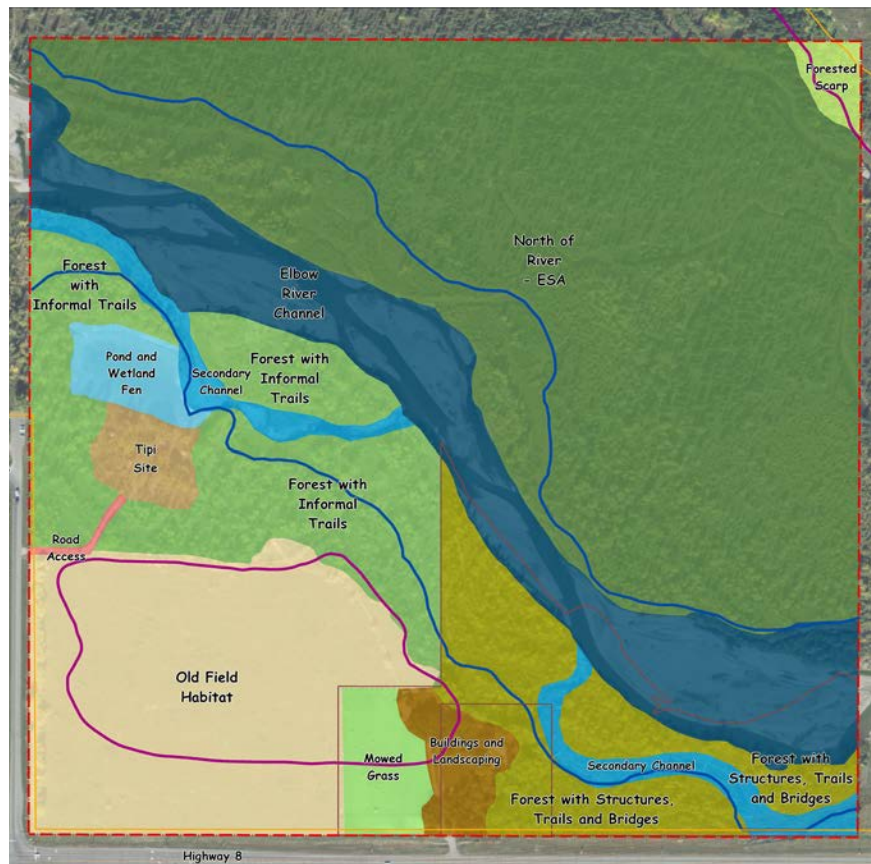 Forested
Scarp
North of
River
- ESA
Forest
with
Informal Trails
Elbow
River
Channel
Pond and
Wetland
Fen
Secondary
Channel
Forest with
Informal
Trails
Tipi
Site
Forest with
Informal
Trails
Road
Access
Old Field
Habitat
Mowed
Grass
Buildings and
Landscaping
Secondary Channel
Forest with
Structures, Trails
and Bridges
Forest with Structures,
Trails and Bridges
Highway 8